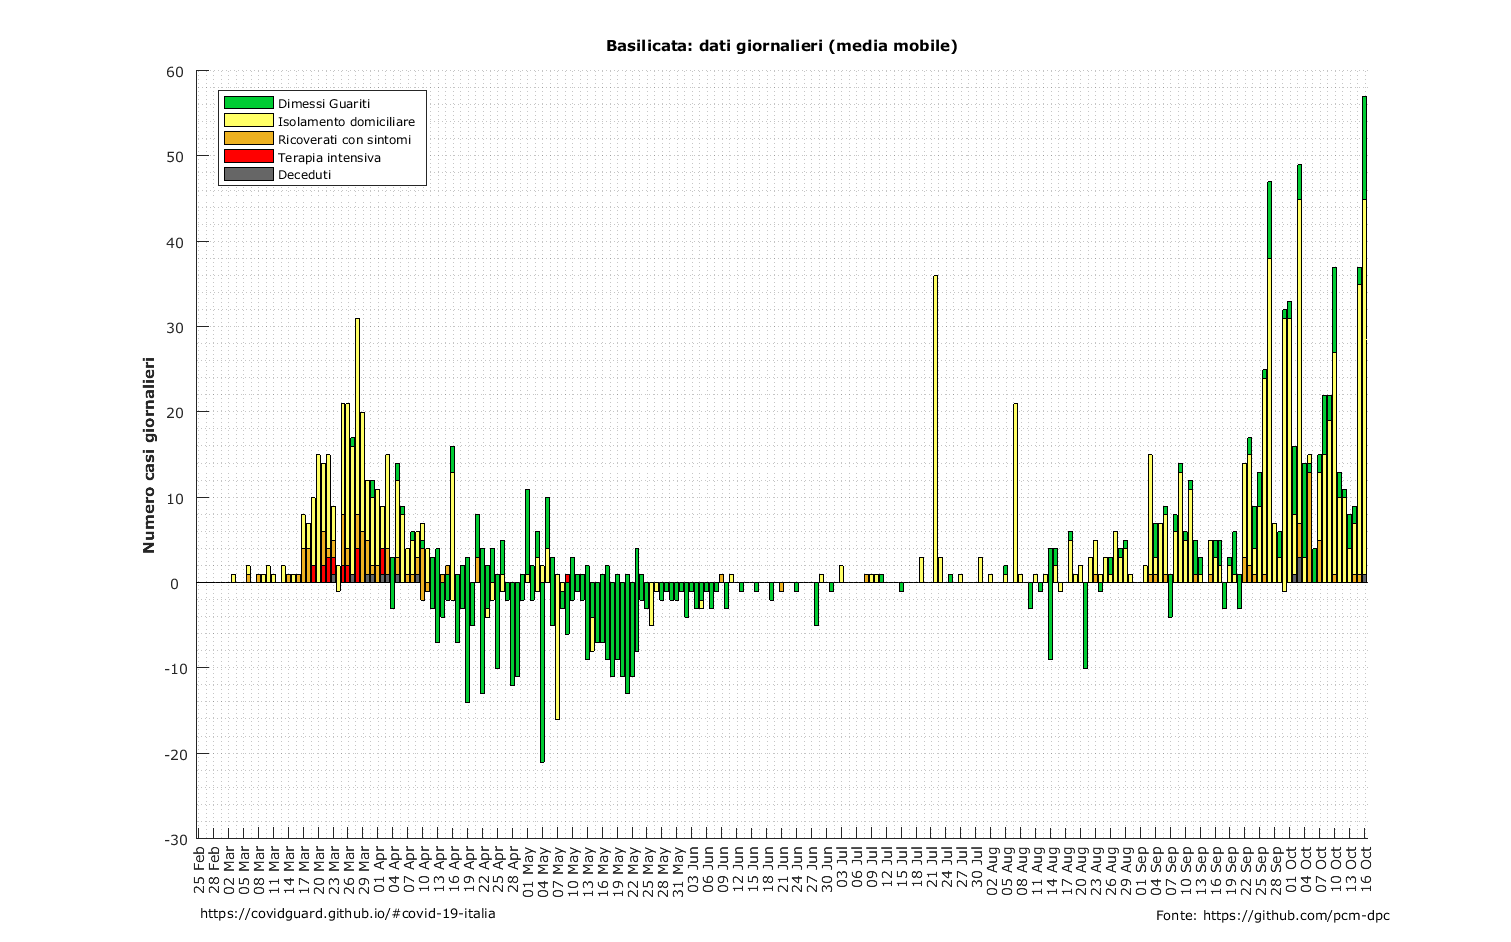 Basilicata: dati giornalieri (media mobile)
Dimessi Guariti
Isolamento domiciliare
Ricoverati con sintomi
Terapia intensiva
Deceduti
Numero casi giornalieri
60
50
40
30
20
10
0
-10
-20
-30
25 Feb
28 Feb
02 Mar
05 Mar
08 Mar
11 Mar
14 Mar
17 Mar
20 Mar
23 Mar
26 Mar
29 Mar
01 Apr
04 Apr
07 Apr
10 Apr
13 Apr
16 Apr
19 Apr
22 Apr
25 Apr
28 Apr
01 May
04 May
07 May
10 May
13 May
16 May
19 May
22 May
25 May
28 May
31 May
03 Jun
06 Jun
09 Jun
12 Jun
15 Jun
18 Jun
21 Jun
24 Jun
27 Jun
30 Jun
03 Jul
06 Jul
09 Jul
12 Jul
15 Jul
18 Jul
21 Jul
24 Jul
27 Jul
30 Jul
02 Aug
05 Aug
08 Aug
11 Aug
14 Aug
17 Aug
20 Aug
23 Aug
26 Aug
29 Aug
01 Sep
04 Sep
07 Sep
10 Sep
13 Sep
16 Sep
19 Sep
22 Sep
25 Sep
28 Sep
01 Oct
04 Oct
07 Oct
10 Oct
13 Oct
16 Oct
https://covidguard.github.io/#covid-19-italia
Fonte: https://github.com/pcm-dpc